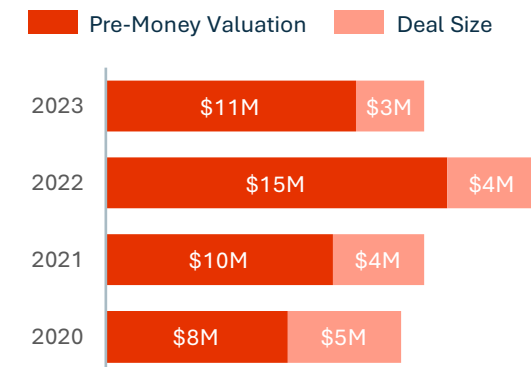 Pre-Money Valuation Deal Size
2023 $11M $3M
2022 $15M $4M
2021 $10M $4M
2020 $8M $5M